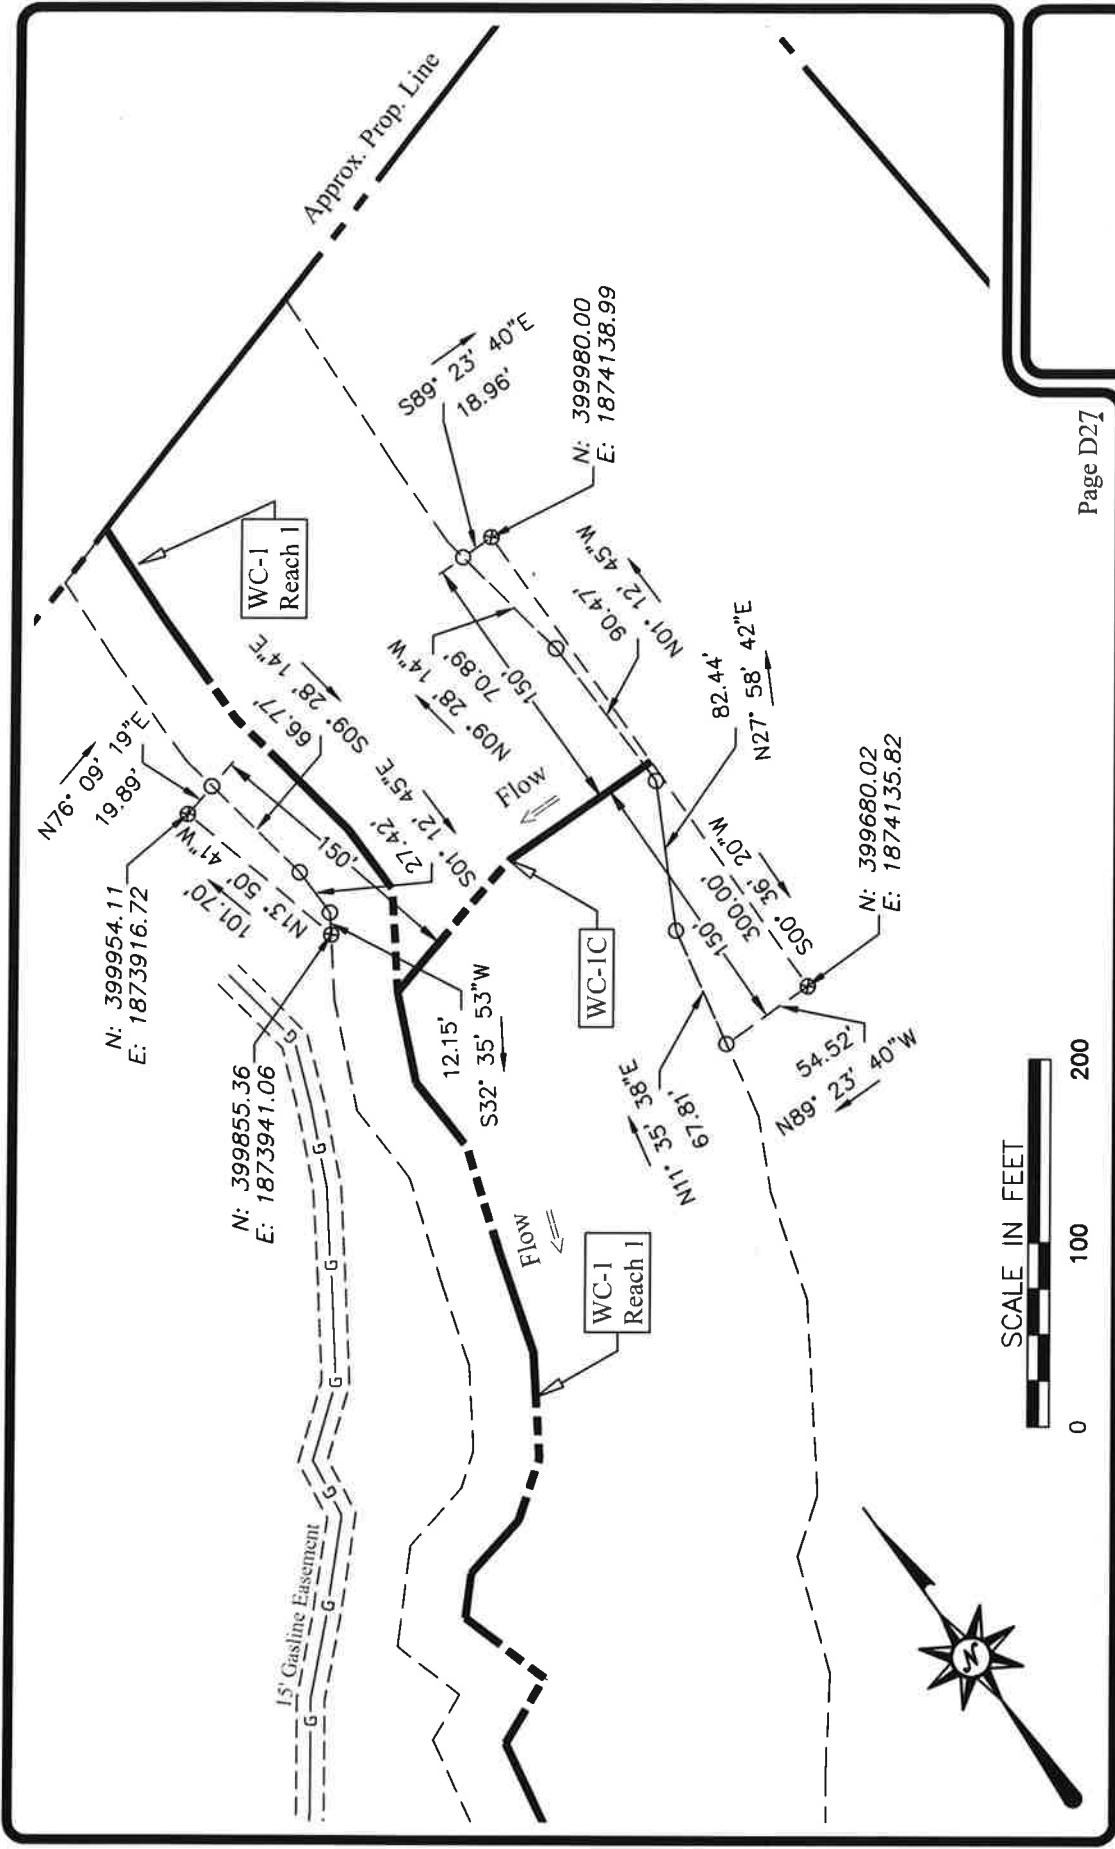 Approx. Prop. Line
WC-1
Reach 1
N76° 09' 19"E
19.89'
N: 399954.11
E: 1873916.72
66.77'
S09° 28' 14"E
150'
27.42'
S01° 12' 45"E
N13° 50' 41"W
101.70'
N: 399855.36
E: 1873941.06
12.15'
S32° 35' 53"W
S89° 23' 40"E
18.96'
N: 399980.00
E: 1874138.99
N09° 28' 14"W
70.89'
150'
90.47'
N01° 12' 45"W
Flow
82.44'
N27° 58' 42"E
WC-1C
150'
300.00'
S00° 36' 20"W
N: 399680.02
E: 1874135.82
N11° 35' 38"E
67.81'
54.52'
N89° 23' 40"W
Flow
WC-1
Reach 1
15' Gasline Easement
G
G
G
G
G
G
G
SCALE IN FEET
0
100
200
N
Page D27